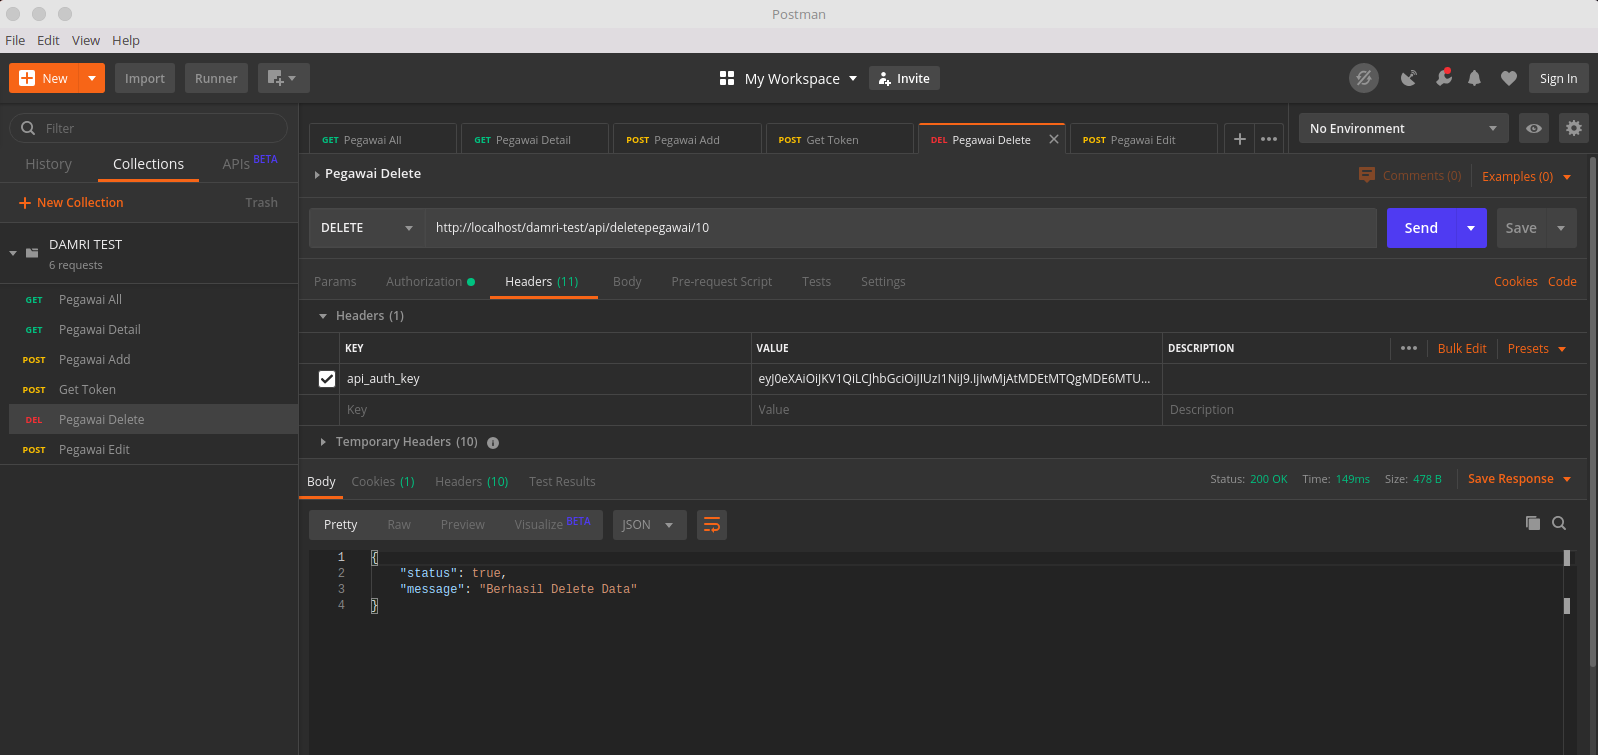 Postman
File Edit View Help
New Import Runner My Workspace Invite Sign In
Filter
History Collections APIs BETA
New Collection Trash
DAMRI TEST
6 requests
GET Pegawai All
GET Pegawai Detail
POST Pegawai Add
POST Get Token
DEL Pegawai Delete
POST Pegawai Edit
GET Pegawai All GET Pegawai Detail POST Pegawai Add POST Get Token DEL Pegawai Delete POST Pegawai Edit No Environment
Pegawai Delete Comments (0) Examples (0)
DELETE http://localhost/damri-test/api/deletepegawai/10 Send Save
Params Authorization Headers (11) Body Pre-request Script Tests Settings Cookies Code
Headers (1)
KEY VALUE DESCRIPTION Bulk Edit Presets
api_auth_key eyJ0eXAiOiJKV1QiLCJhbGciOiJIUzI1NiJ9.IjIwMjAtMDEtMTQgMDE6MTU...
Key Value Description
Temporary Headers (10)
Body Cookies (1) Headers (10) Test Results Status: 200 OK Time: 149ms Size: 478 B Save Response
Pretty Raw Preview Visualize BETA JSON
1 {
2 "status": true,
3 "message": "Berhasil Delete Data"
4 }